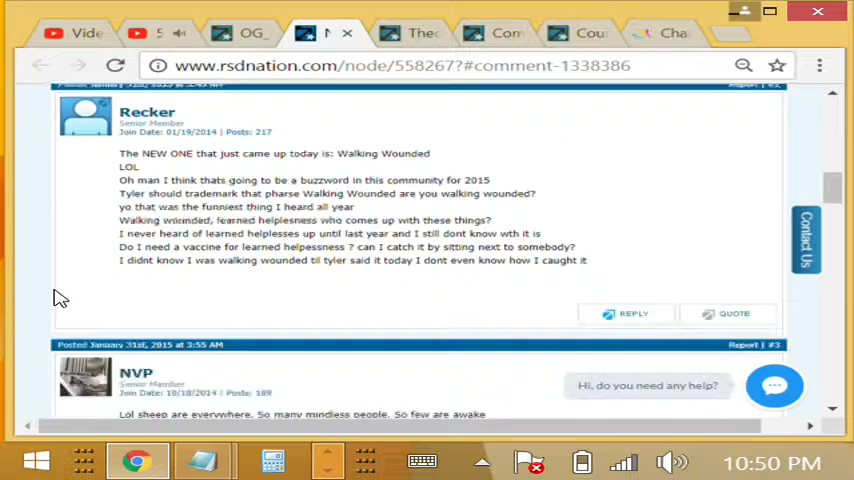 Vide
5
OG_
N
Theo
Com
Cour
Cha
www.rsdnation.com/node/558267?#comment-1338386
Recker
Senior Member
Join Date: 01/19/2014 | Posts: 217
The NEW ONE that just came up today is: Walking Wounded
LOL
Oh man I think thats going to be a buzzword in this community for 2015
Tyler should trademark that pharse Walking Wounded are you walking wounded?
yo that was the funniest thing I heard all year
Walking wounded, learned helplesness who comes up with these things?
I never heard of learned helplesses up until last year and I still dont know wth it is
Do I need a vaccine for learned helpessness ? can I catch it by sitting next to somebody?
I didnt know I was walking wounded til tyler said it today I dont even know how I caught it
Contact Us
REPLY
QUOTE
Posted January 31st, 2015 at 3:55 AM
Report | #3
NVP
Senior Member
Join Date: 10/18/2014 | Posts: 189
Hi, do you need any help?
Lol sheep are everywhere. So many mindless people. So few are awake
10:50 PM